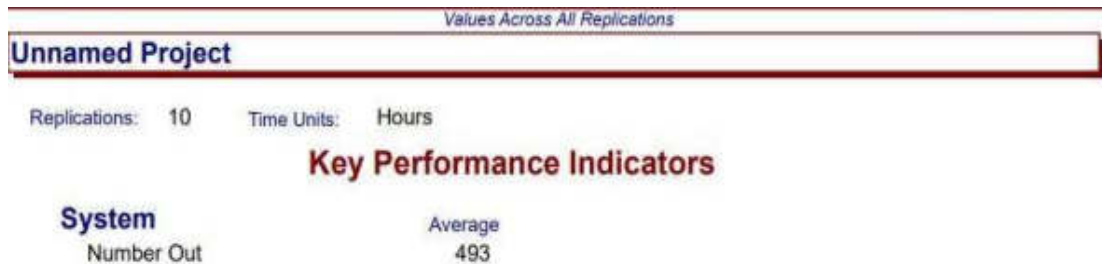 Values Across All Replications
Unnamed Project
Replications: 10 Time Units: Hours
Key Performance Indicators
System Average
Number Out 493